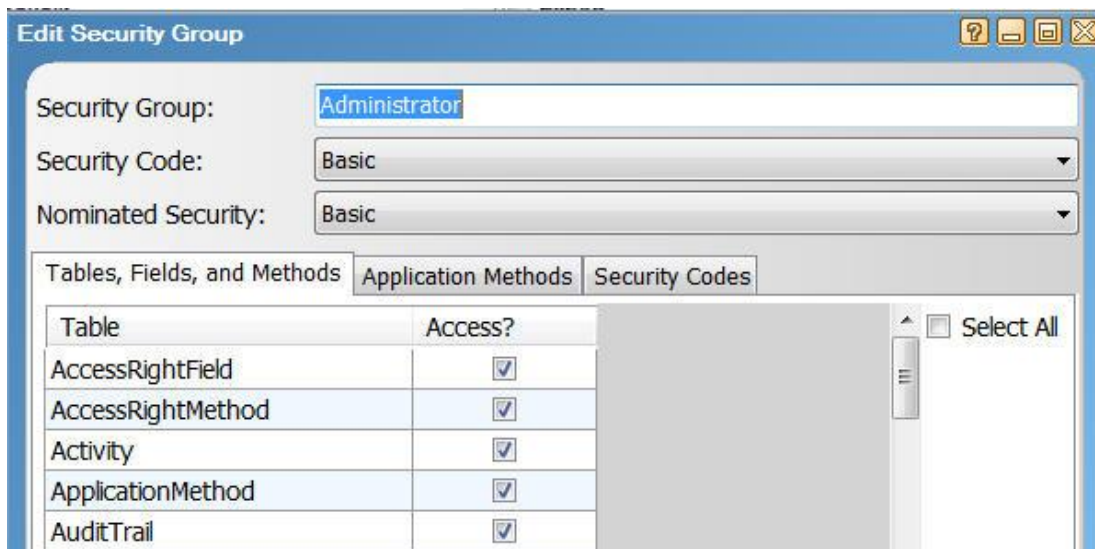 Edit Security Group
Security Group: Administrator
Security Code: Basic
Nominated Security: Basic
Tables, Fields, and Methods Application Methods Security Codes
Table Access? Select All
AccessRightField
AccessRightMethod
Activity
ApplicationMethod
AuditTrail